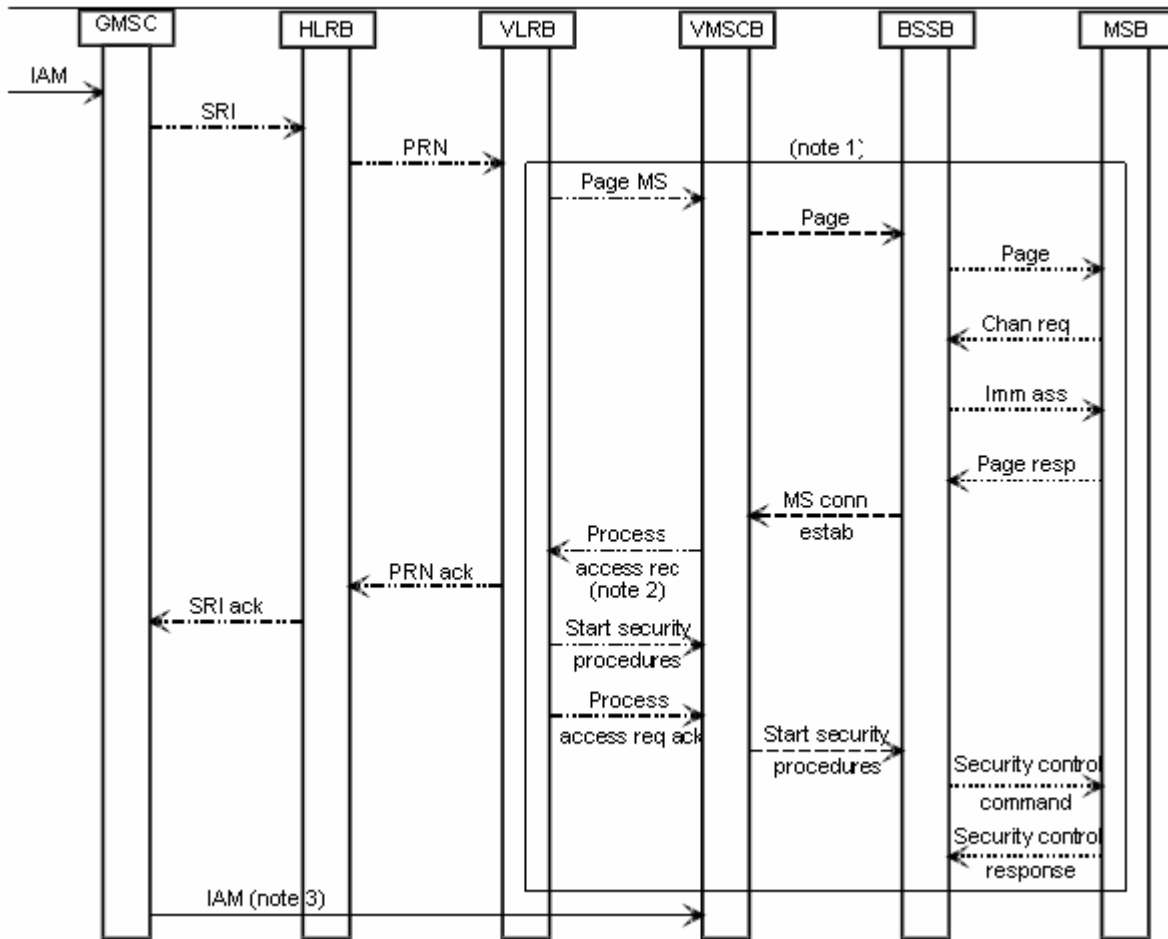 GMSC HLRB VLRB VMSCB BSSB MSB
IAM
SRI
PRN
(note 1)
Page MS
Page
Page
Chan req
Imm ass
Page resp
MS conn
estab
Process
access rec
(note 2)
PRN ack
SRI ack
Start security
procedures
Process
access req ack
Start security
procedures
Security control
command
Security control
response
IAM (note 3)